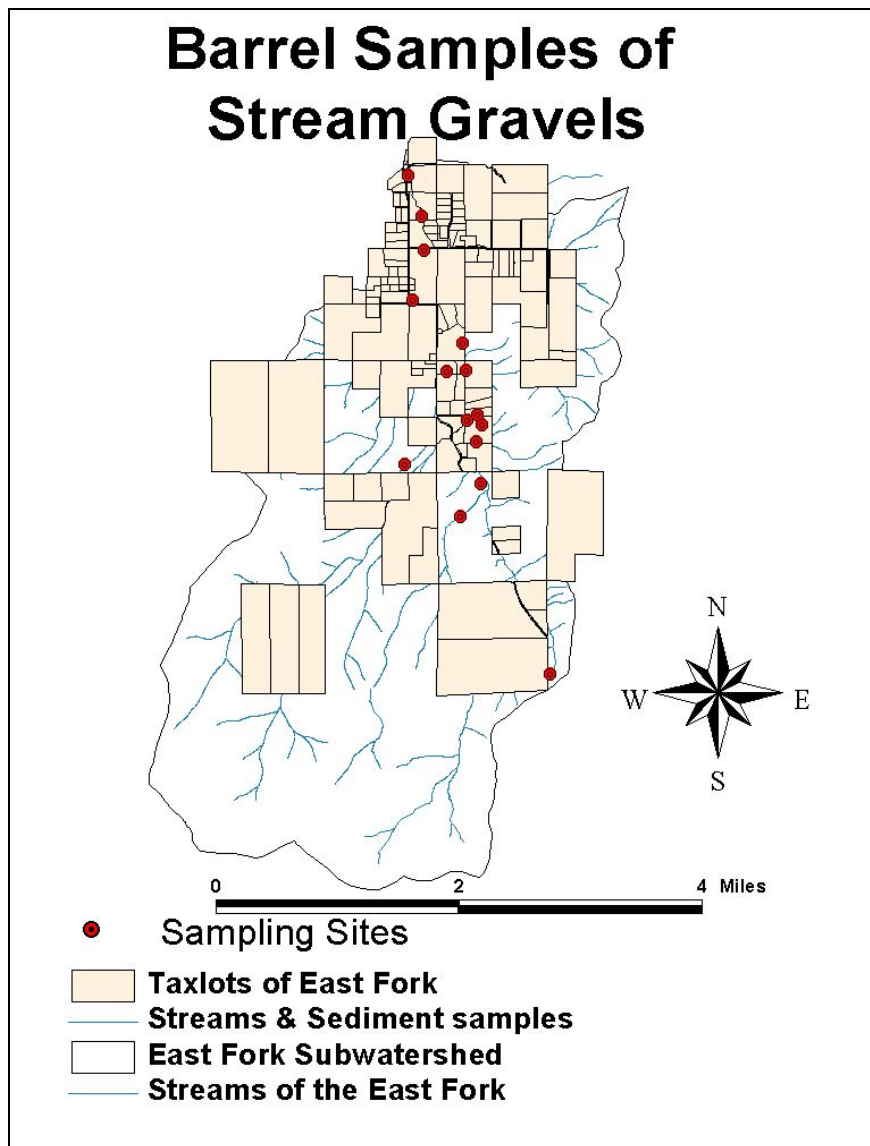 Barrel Samples of
Stream Gravels
N
W E
S
0 2 4 Miles
Sampling Sites
Taxlots of East Fork
Streams & Sediment samples
East Fork Subwatershed
Streams of the East Fork